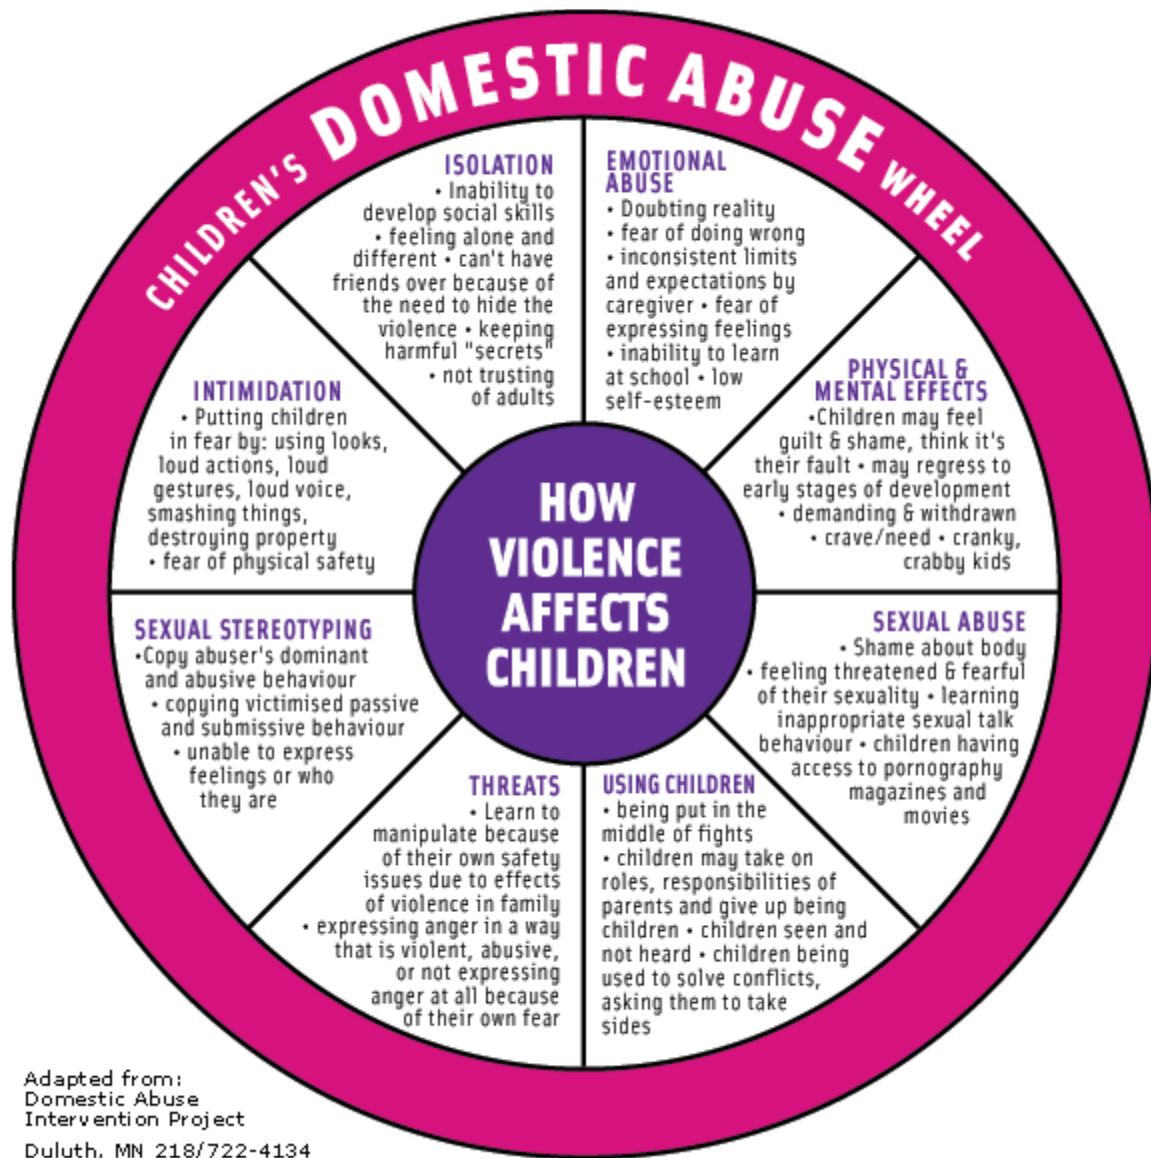 CHILDREN'S DOMESTIC ABUSE WHEEL
ISOLATION
• Inability to
develop social skills
• feeling alone and
different • can't have
friends over because of
the need to hide the
violence • keeping
harmful "secrets"
• not trusting
of adults
EMOTIONAL
ABUSE
• Doubting reality
• fear of doing wrong
• inconsistent limits
and expectations by
caregiver • fear of
expressing feelings
• inability to learn
at school • low
self-esteem
PHYSICAL &
MENTAL EFFECTS
•Children may feel
guilt & shame, think it's
their fault • may regress to
early stages of development
• demanding & withdrawn
• crave/need • cranky,
crabby kids
SEXUAL ABUSE
• Shame about body
• feeling threatened & fearful
of their sexuality • learning
inappropriate sexual talk
behaviour • children having
access to pornography
magazines and
movies
USING CHILDREN
• being put in the
middle of fights
• children may take on
roles, responsibilities of
parents and give up being
children • children seen and
not heard • children being
used to solve conflicts,
asking them to take
sides
THREATS
• Learn to
manipulate because
of their own safety
issues due to effects
of violence in family
• expressing anger in a way
that is violent, abusive,
or not expressing
anger at all because
of their own fear
SEXUAL STEREOTYPING
•Copy abuser's dominant
and abusive behaviour
• copying victimised passive
and submissive behaviour
• unable to express
feelings or who
they are
INTIMIDATION
• Putting children
in fear by: using looks,
loud actions, loud
gestures, loud voice,
smashing things,
destroying property
• fear of physical safety
HOW
VIOLENCE
AFFECTS
CHILDREN
Adapted from:
Domestic Abuse
Intervention Project
Duluth, MN 218/722-4134